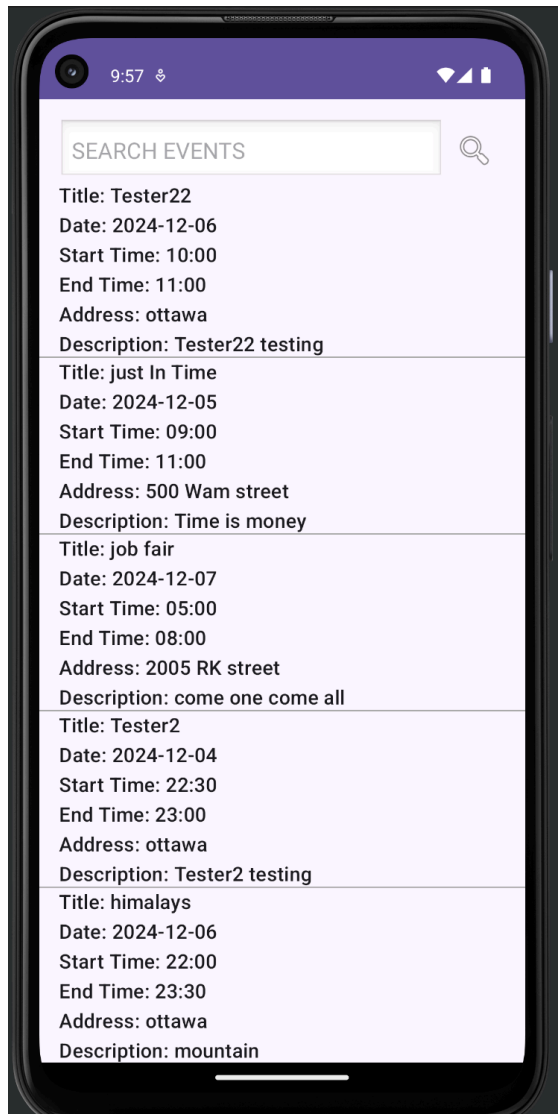 9:57
SEARCH EVENTS
Title: Tester22
Date: 2024-12-06
Start Time: 10:00
End Time: 11:00
Address: ottawa
Description: Tester22 testing
Title: just In Time
Date: 2024-12-05
Start Time: 09:00
End Time: 11:00
Address: 500 Wam street
Description: Time is money
Title: job fair
Date: 2024-12-07
Start Time: 05:00
End Time: 08:00
Address: 2005 RK street
Description: come one come all
Title: Tester2
Date: 2024-12-04
Start Time: 22:30
End Time: 23:00
Address: ottawa
Description: Tester2 testing
Title: himalays
Date: 2024-12-06
Start Time: 22:00
End Time: 23:30
Address: ottawa
Description: mountain